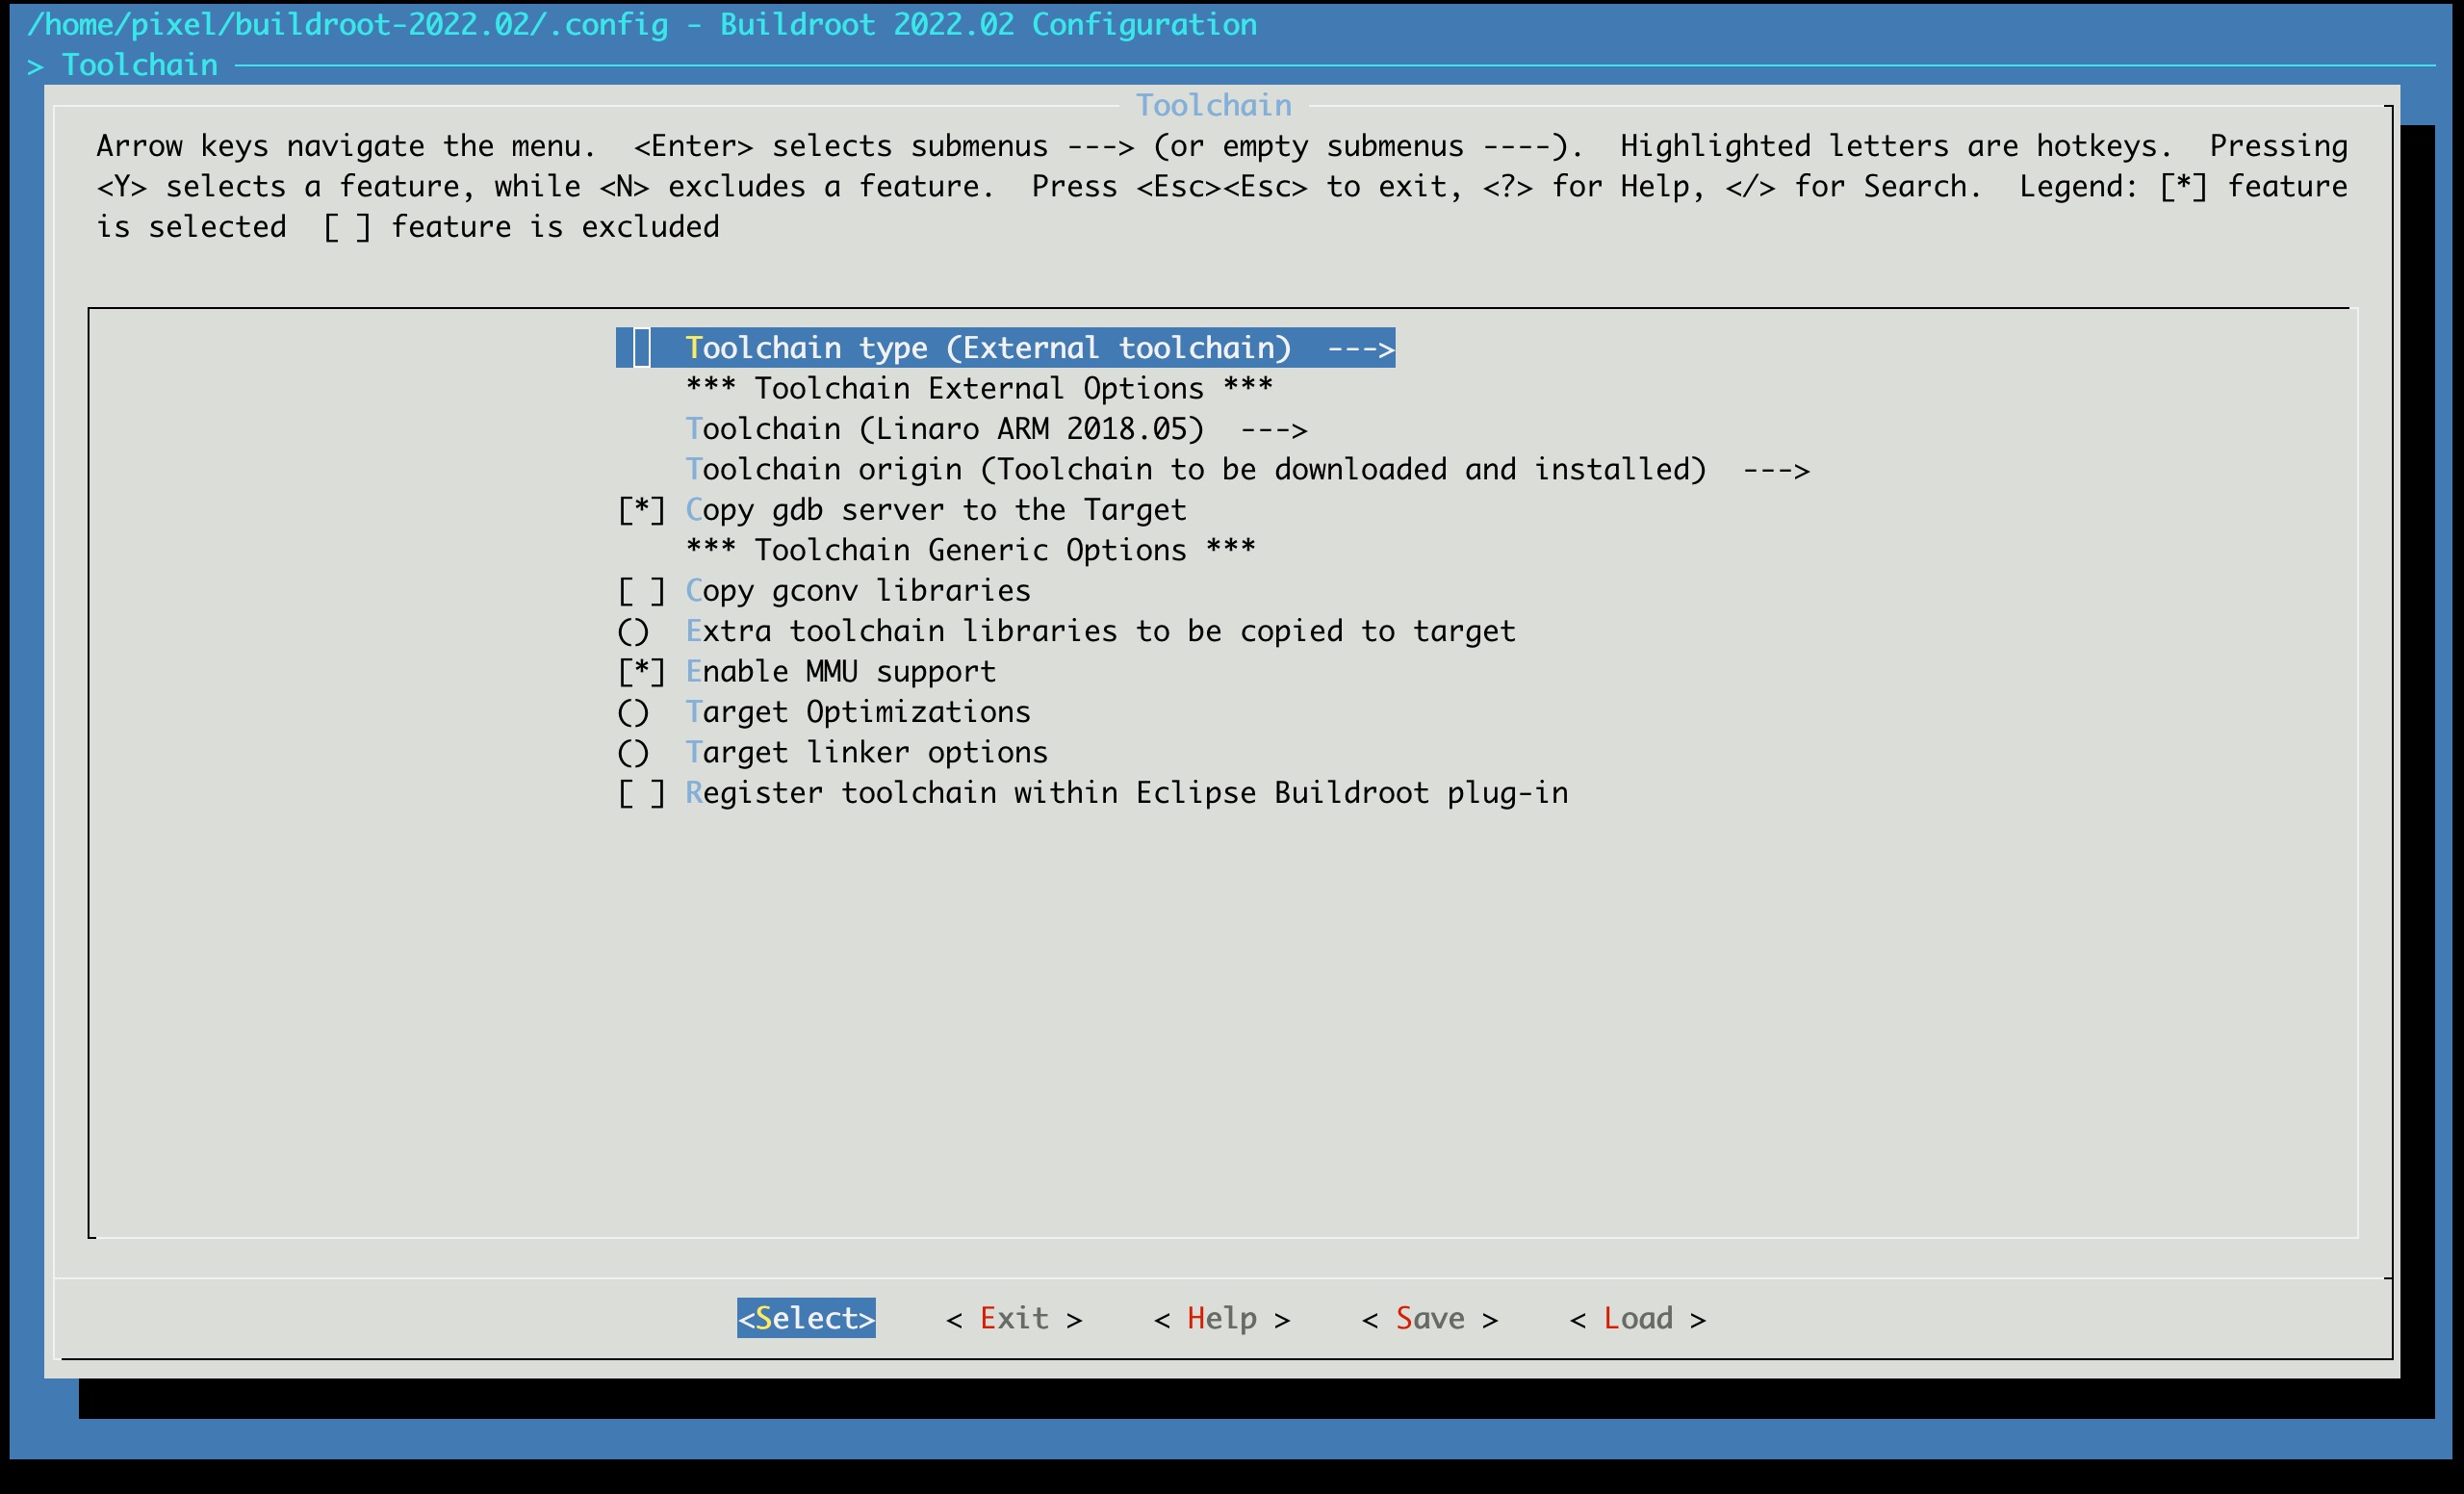 /home/pixel/buildroot-2022.02/.config - Buildroot 2022.02 Configuration
> Toolchain
Toolchain
Arrow keys navigate the menu.  <Enter> selects submenus ---> (or empty submenus ----).  Highlighted letters are hotkeys.  Pressing
<Y> selects a feature, while <N> excludes a feature.  Press <Esc><Esc> to exit, <?> for Help, </> for Search.  Legend: [*] feature
is selected  [ ] feature is excluded
Toolchain type (External toolchain)  --->
*** Toolchain External Options ***
Toolchain (Linaro ARM 2018.05)  --->
Toolchain origin (Toolchain to be downloaded and installed)  --->
[*] Copy gdb server to the Target
*** Toolchain Generic Options ***
[ ] Copy gconv libraries
()  Extra toolchain libraries to be copied to target
[*] Enable MMU support
()  Target Optimizations
()  Target linker options
[ ] Register toolchain within Eclipse Buildroot plug-in
<Select>    < Exit >    < Help >    < Save >    < Load >